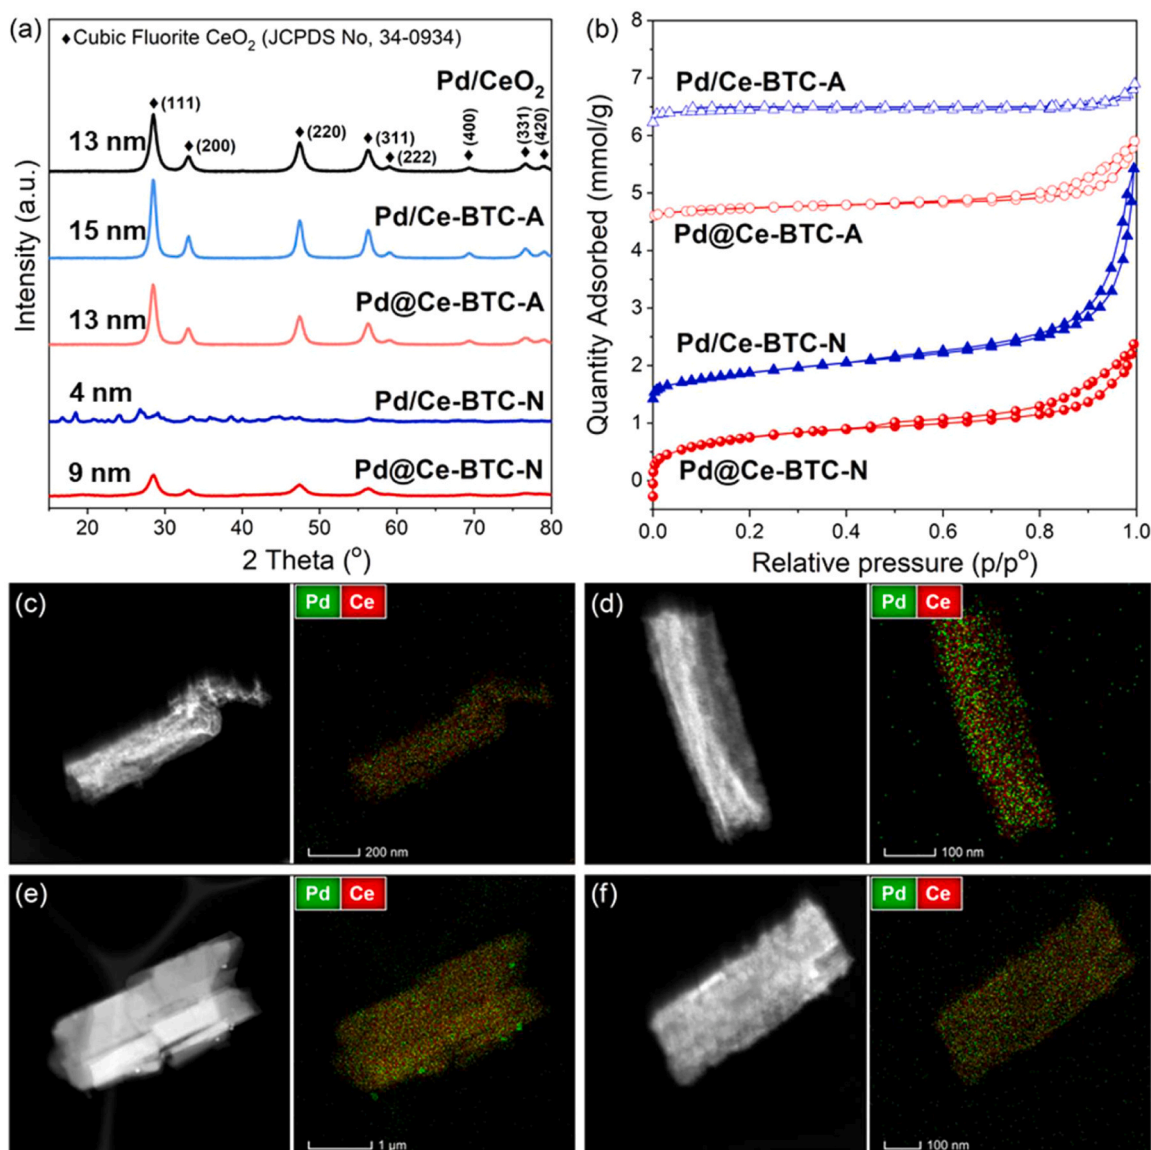 (a)
♦Cubic Fluorite CeO2 (JCPDS No, 34-0934)
Pd/CeO2
13 nm
(111)
(200)
(220)
(311)
(222)
(400)
(331)
(420)
15 nm
Pd/Ce-BTC-A
13 nm
Pd@Ce-BTC-A
4 nm
Pd/Ce-BTC-N
9 nm
Pd@Ce-BTC-N
Intensity (a.u.)
20 30 40 50 60 70 80
2 Theta (o)
(b)
8
7
6
5
4
3
2
1
0
Quantity Adsorbed (mmol/g)
Pd/Ce-BTC-A
Pd@Ce-BTC-A
Pd/Ce-BTC-N
Pd@Ce-BTC-N
0.0 0.2 0.4 0.6 0.8 1.0
Relative pressure (p/po)
(c)
Pd Ce
200 nm
(d)
Pd Ce
100 nm
(e)
Pd Ce
1 µm
(f)
Pd Ce
100 nm